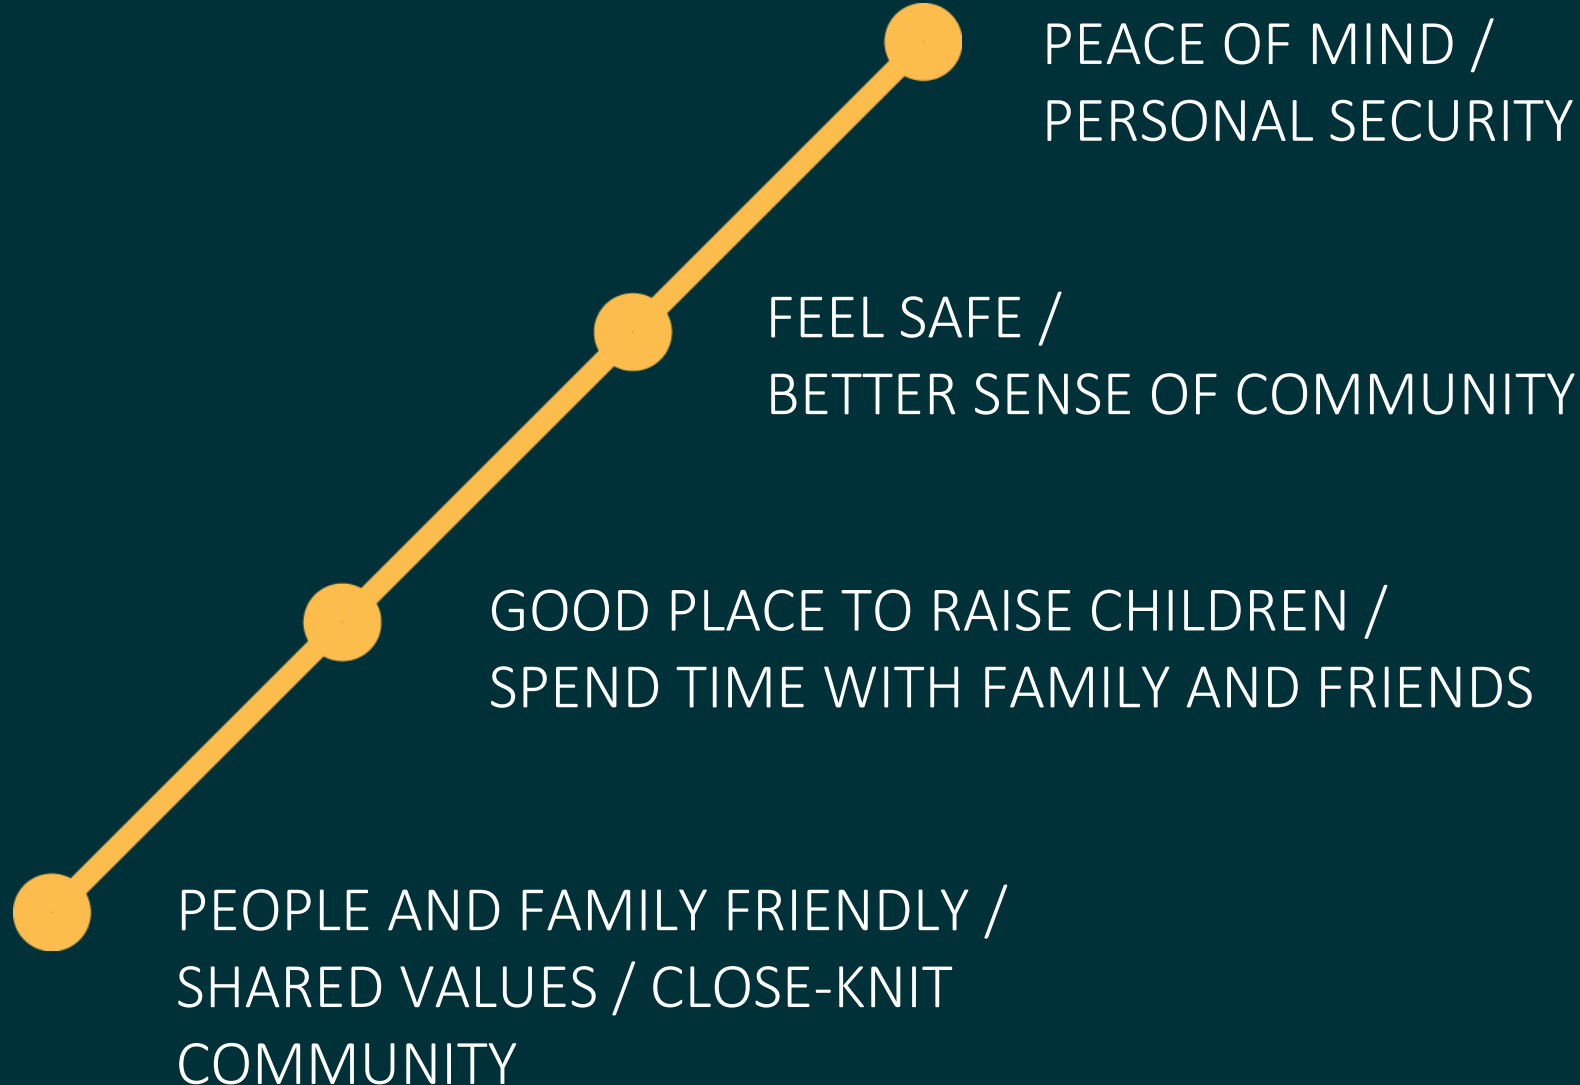 PEACE OF MIND /
PERSONAL SECURITY
FEEL SAFE /
BETTER SENSE OF COMMUNITY
GOOD PLACE TO RAISE CHILDREN /
SPEND TIME WITH FAMILY AND FRIENDS
PEOPLE AND FAMILY FRIENDLY /
SHARED VALUES / CLOSE-KNIT
COMMUNITY